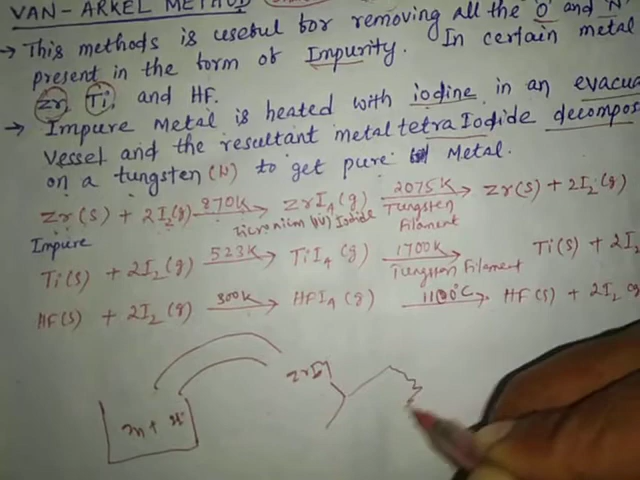 VAN-ARKEL METHOD
→ This methods is useful for removing all the O and N
present in the form of Impurity. In certain metal
Zr, Ti, and HF.
→ Impure Metal is heated with iodine in an evacua
vessel and the resultant metal tetra Iodide decompos
on a tungsten (W) to get pure Metal.
Zr(s) + 2I2(g) 870K→ ZrI4(g) 2075K→ Zr(s) + 2I2(g)
Impure (IV) Iodide Tungsten Filament
Ti(s) + 2I2(g) 523K→ TiI4(g) 1700K→ Ti(s) + 2I
Tungsten Filament
HF(s) + 2I2(g) 300K→ HFI4(g) 1100°C→ HF(s) + 2I2(g)
ZrI4